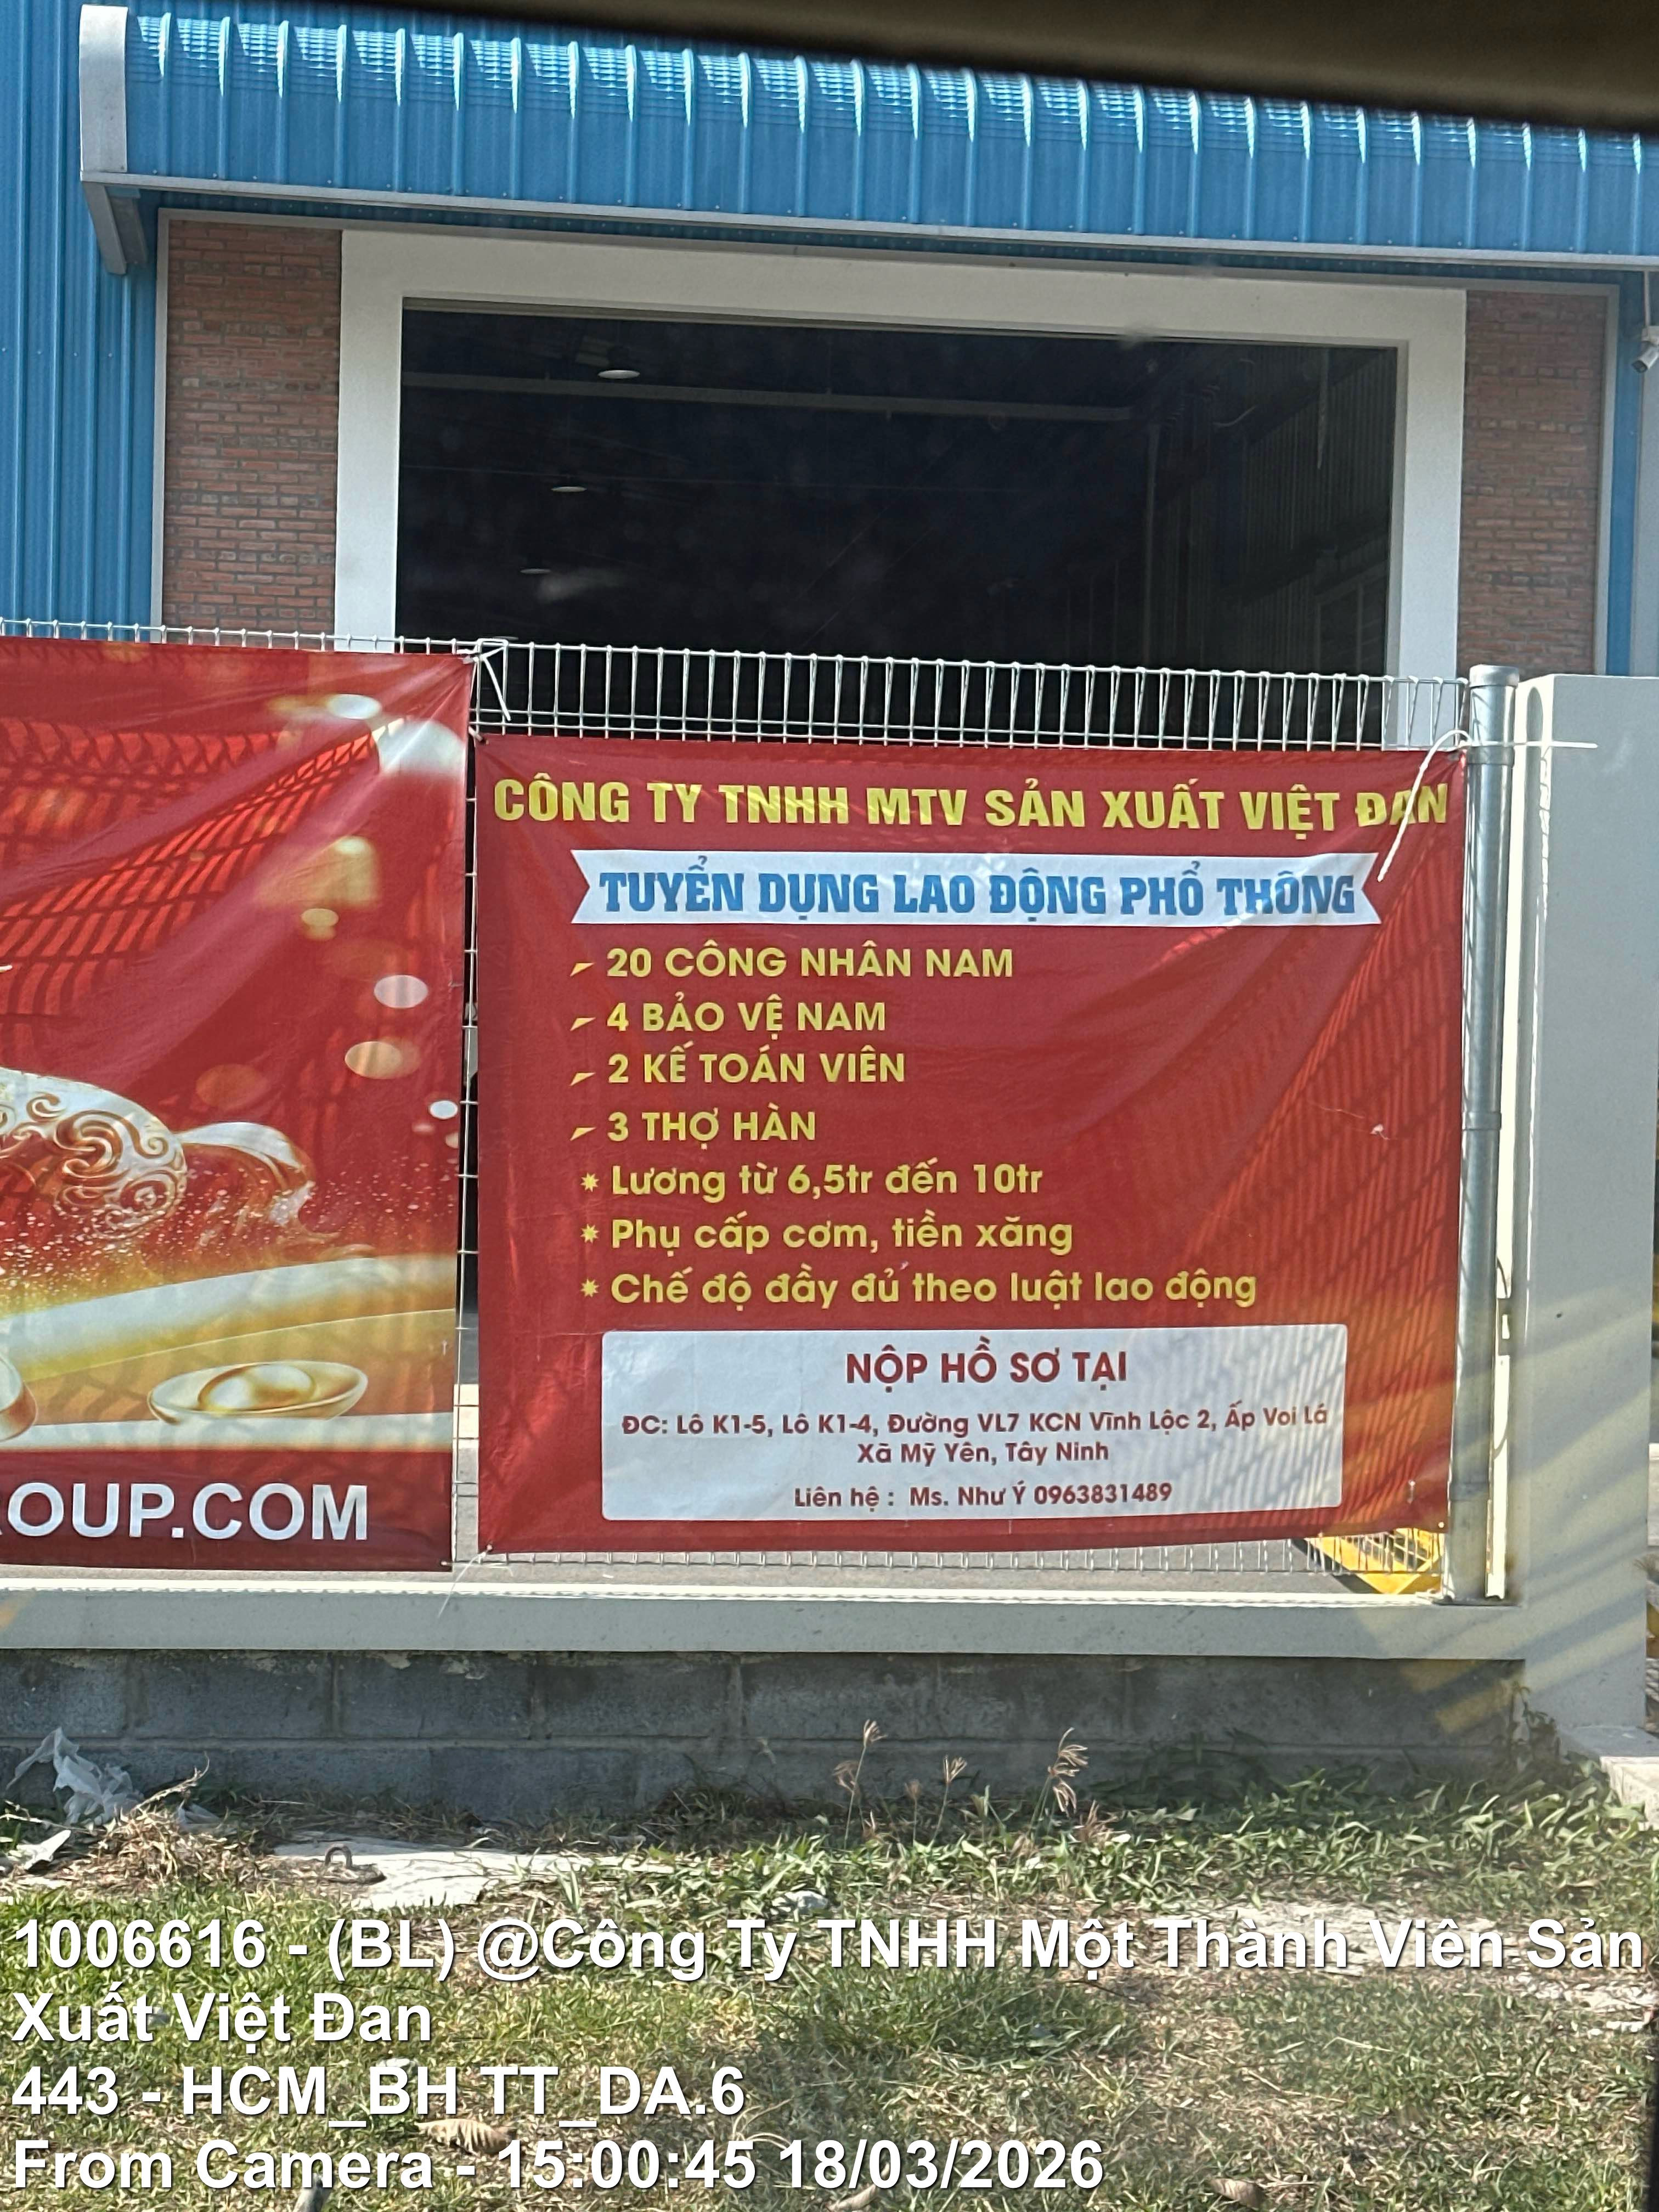 CÔNG TY TNHH MTV SẢN XUẤT VIỆT ĐAN
TUYỂN DỤNG LAO ĐỘNG PHỔ THÔNG
20 CÔNG NHÂN NAM
4 BẢO VỆ NAM
2 KẾ TOÁN VIÊN
3 THỢ HÀN
Lương từ 6,5tr đến 10tr
Phụ cấp cơm, tiền xăng
Chế độ đầy đủ theo luật lao động
NỘP HỒ SƠ TẠI
ĐC: Lô K1-5, Lô K1-4, Đường VL7 KCN Vĩnh Lộc 2, Ấp Voi Lá
Xã Mỹ Yên, Tây Ninh
Liên hệ : Ms. Như Ý 0963831489
OUP.COM
1006616 - (BL) @Công Ty TNHH Một Thành Viên Sản
Xuất Việt Đan
443 - HCM_BH TT_DA.6
From Camera - 15:00:45 18/03/2026